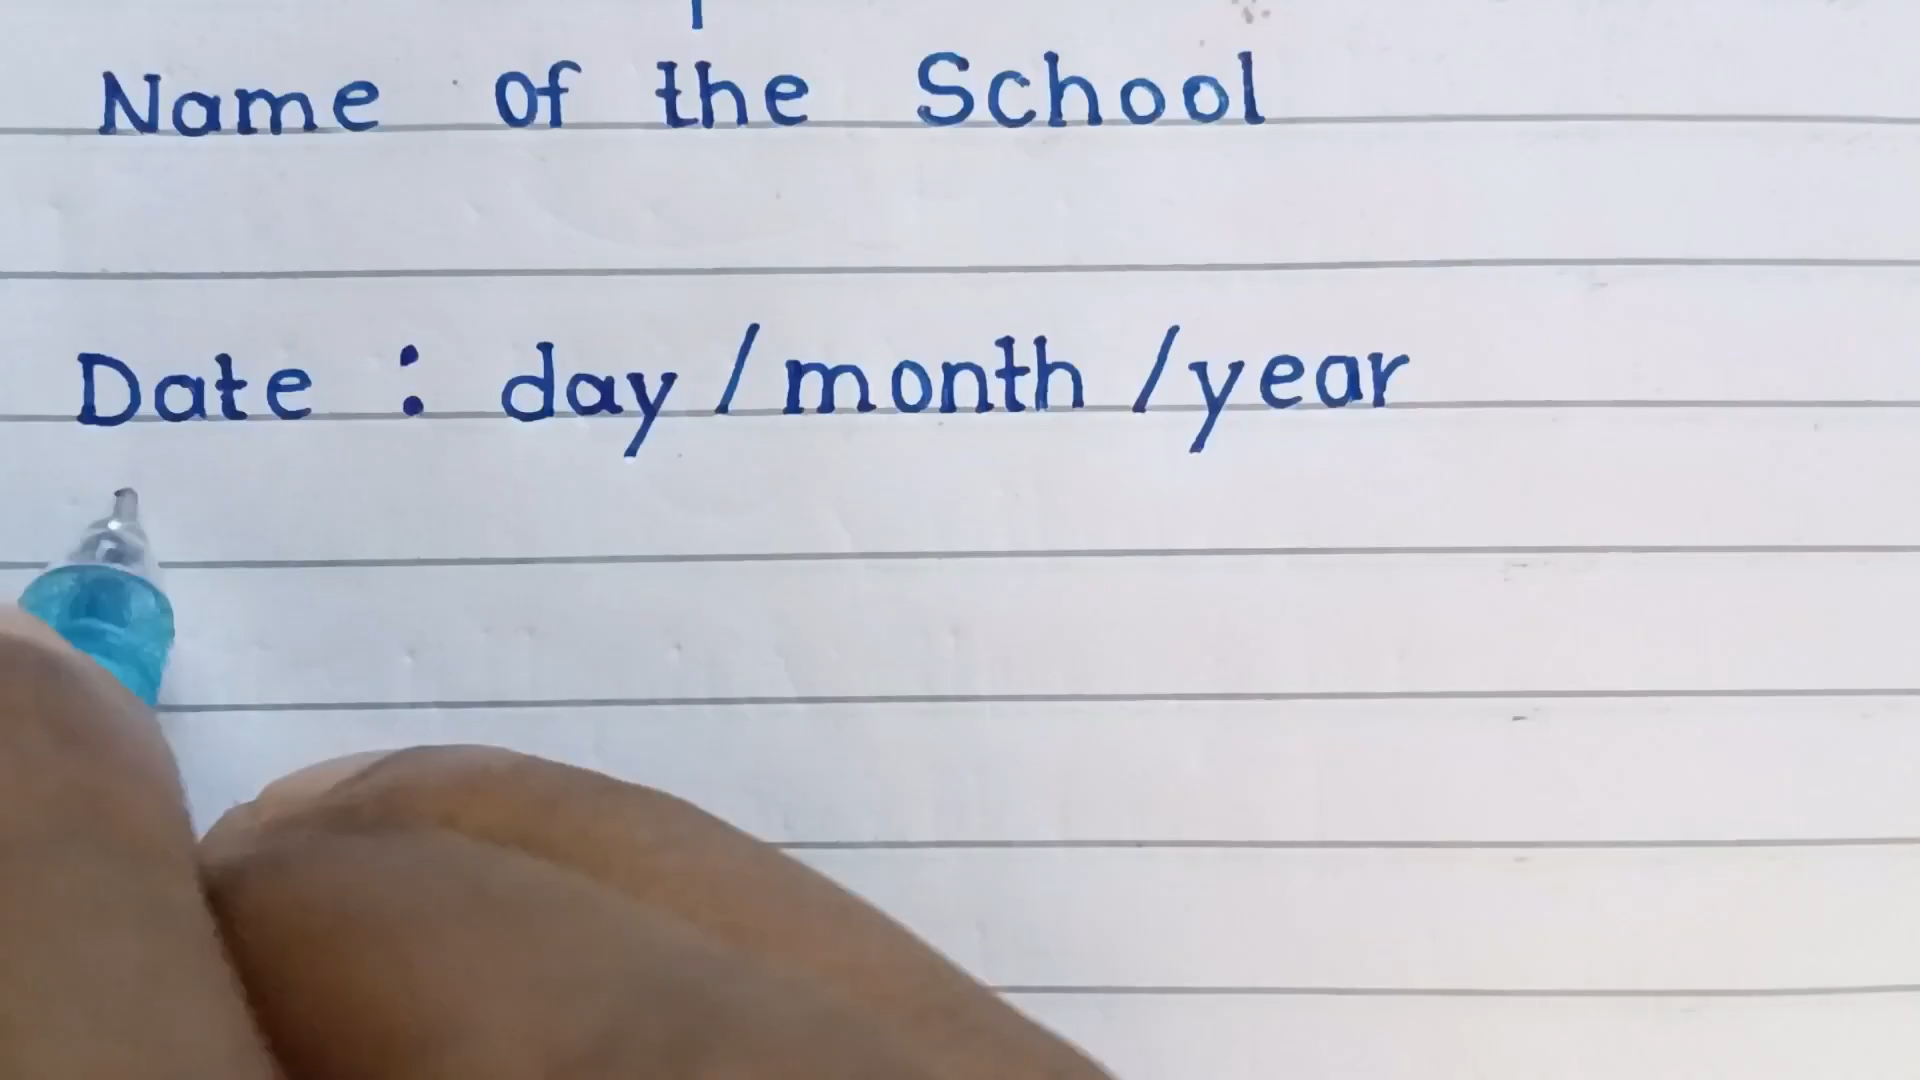 Name of the School
Date : day / month / year